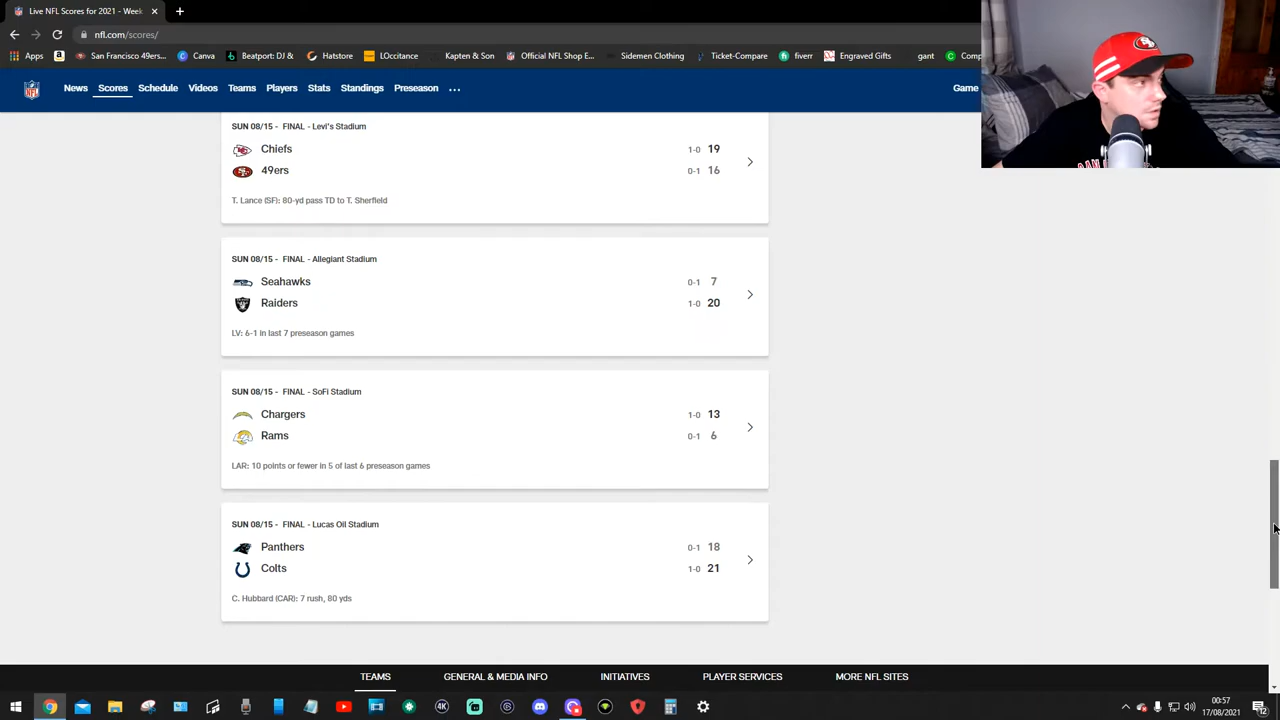 Live NFL Scores for 2021 - Week
nfl.com/scores/
Apps
San Francisco 49ers...
Canva
Beatport: DJ &
Hatstore
LOccitance
Kapten & Son
Official NFL Shop E...
Sidemen Clothing
Ticket-Compare
fiverr
Engraved Gifts
gant
Comp
NFL
News
Scores
Schedule
Videos
Teams
Players
Stats
Standings
Preseason
...
Game
SUN 08/15 - FINAL - Levi's Stadium
Chiefs 1-0 19
49ers 0-1 16
T. Lance (SF): 80-yd pass TD to T. Sherfield
SUN 08/15 - FINAL - Allegiant Stadium
Seahawks 0-1 7
Raiders 1-0 20
LV: 6-1 in last 7 preseason games
SUN 08/15 - FINAL - SoFi Stadium
Chargers 1-0 13
Rams 0-1 6
LAR: 10 points or fewer in 5 of last 6 preseason games
SUN 08/15 - FINAL - Lucas Oil Stadium
Panthers 0-1 18
Colts 1-0 21
C. Hubbard (CAR): 7 rush, 80 yds
TEAMS
GENERAL & MEDIA INFO
INITIATIVES
PLAYER SERVICES
MORE NFL SITES
4K
00:57
17/08/2021
12